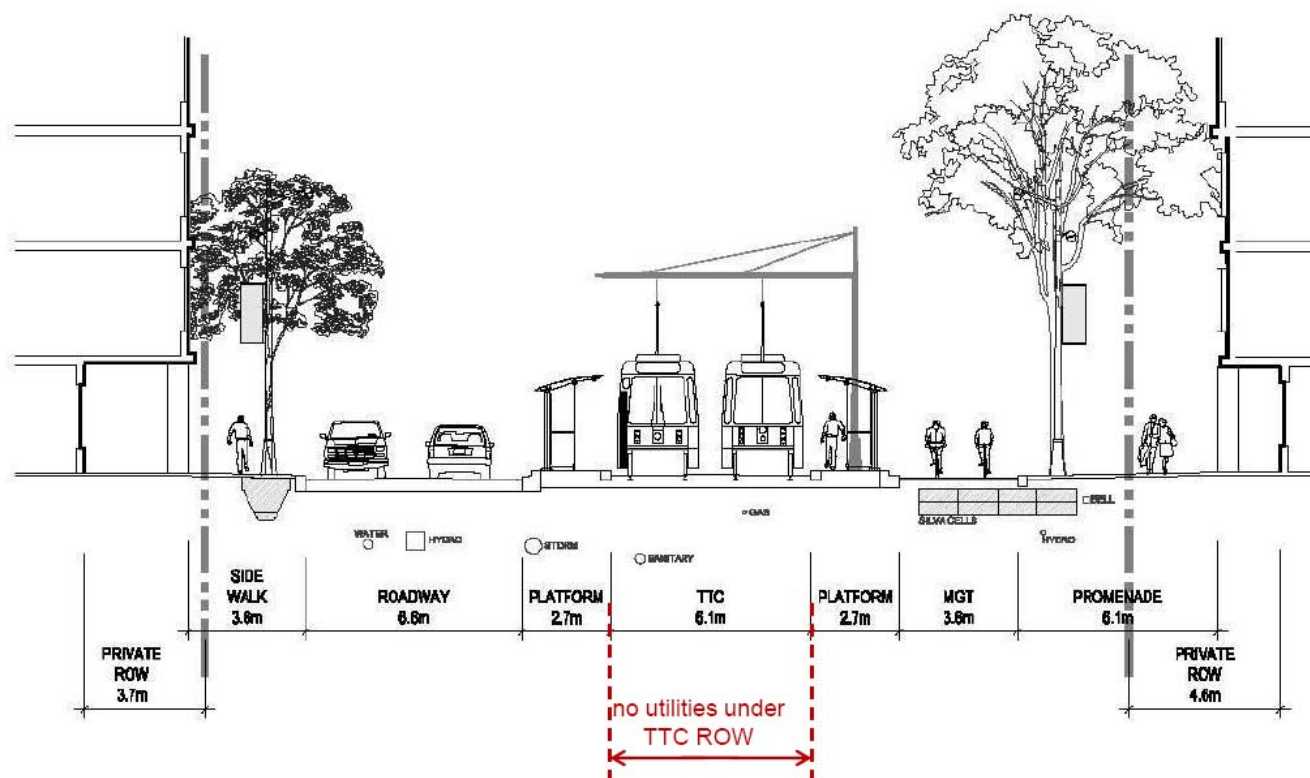 WATER
HYDRO
STORM
SANITARY
GAS
SILVA CELLS
BELL
HYDRO
SIDE
WALK
3.6m
ROADWAY
6.6m
PLATFORM
2.7m
TTC
6.1m
PLATFORM
2.7m
MGT
3.6m
PROMENADE
6.1m
PRIVATE
ROW
3.7m
PRIVATE
ROW
4.6m
no utilities under
TTC ROW